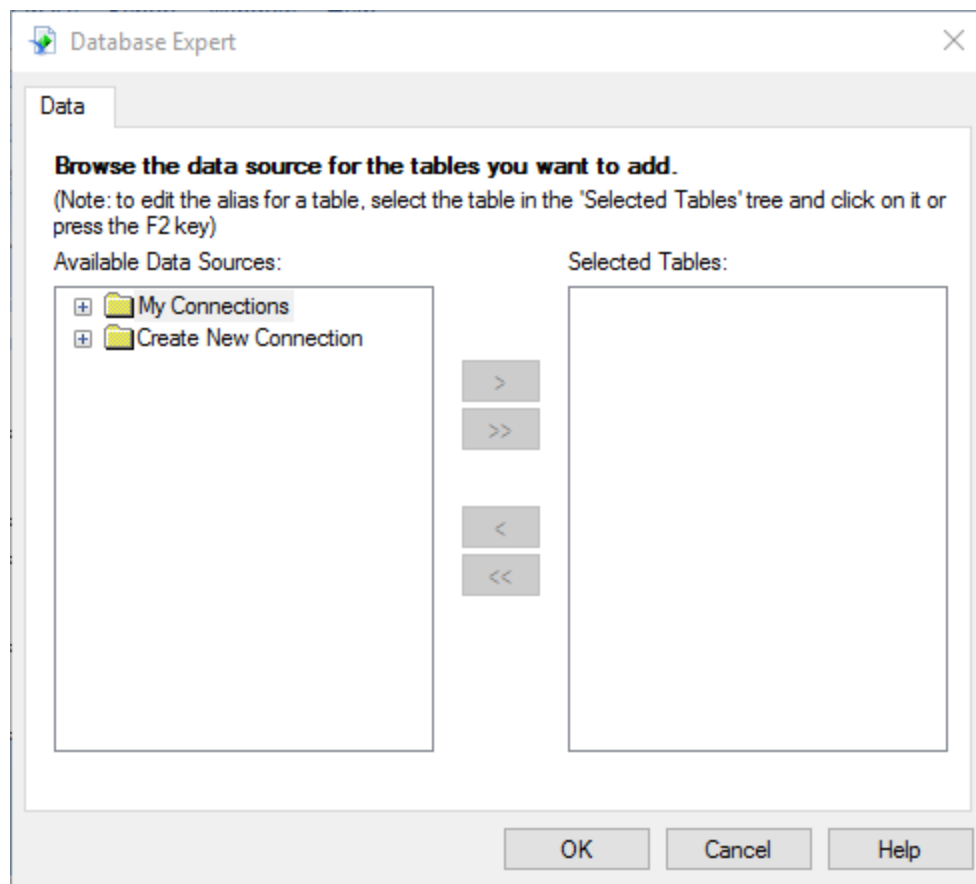 Database Expert
Data
Browse the data source for the tables you want to add.
(Note: to edit the alias for a table, select the table in the 'Selected Tables' tree and click on it or
press the F2 key)
Available Data Sources:
Selected Tables:
My Connections
Create New Connection
>
>>
<
<<
OK
Cancel
Help